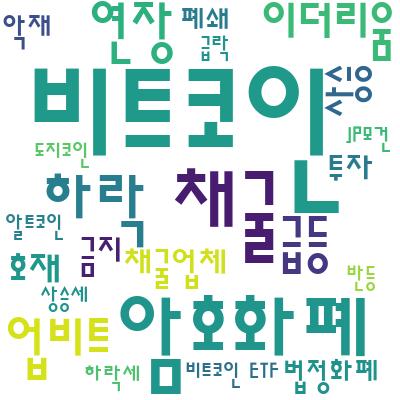 악재
연장
폐쇄
급락
이더리움
비트코인
승인
JP모건
도지코인
투자
하락
채굴
급등
알트코인
금지
호재
채굴업체
반등
상승세
업비트
암호화폐
하락세
비트코인 ETF
법정화폐